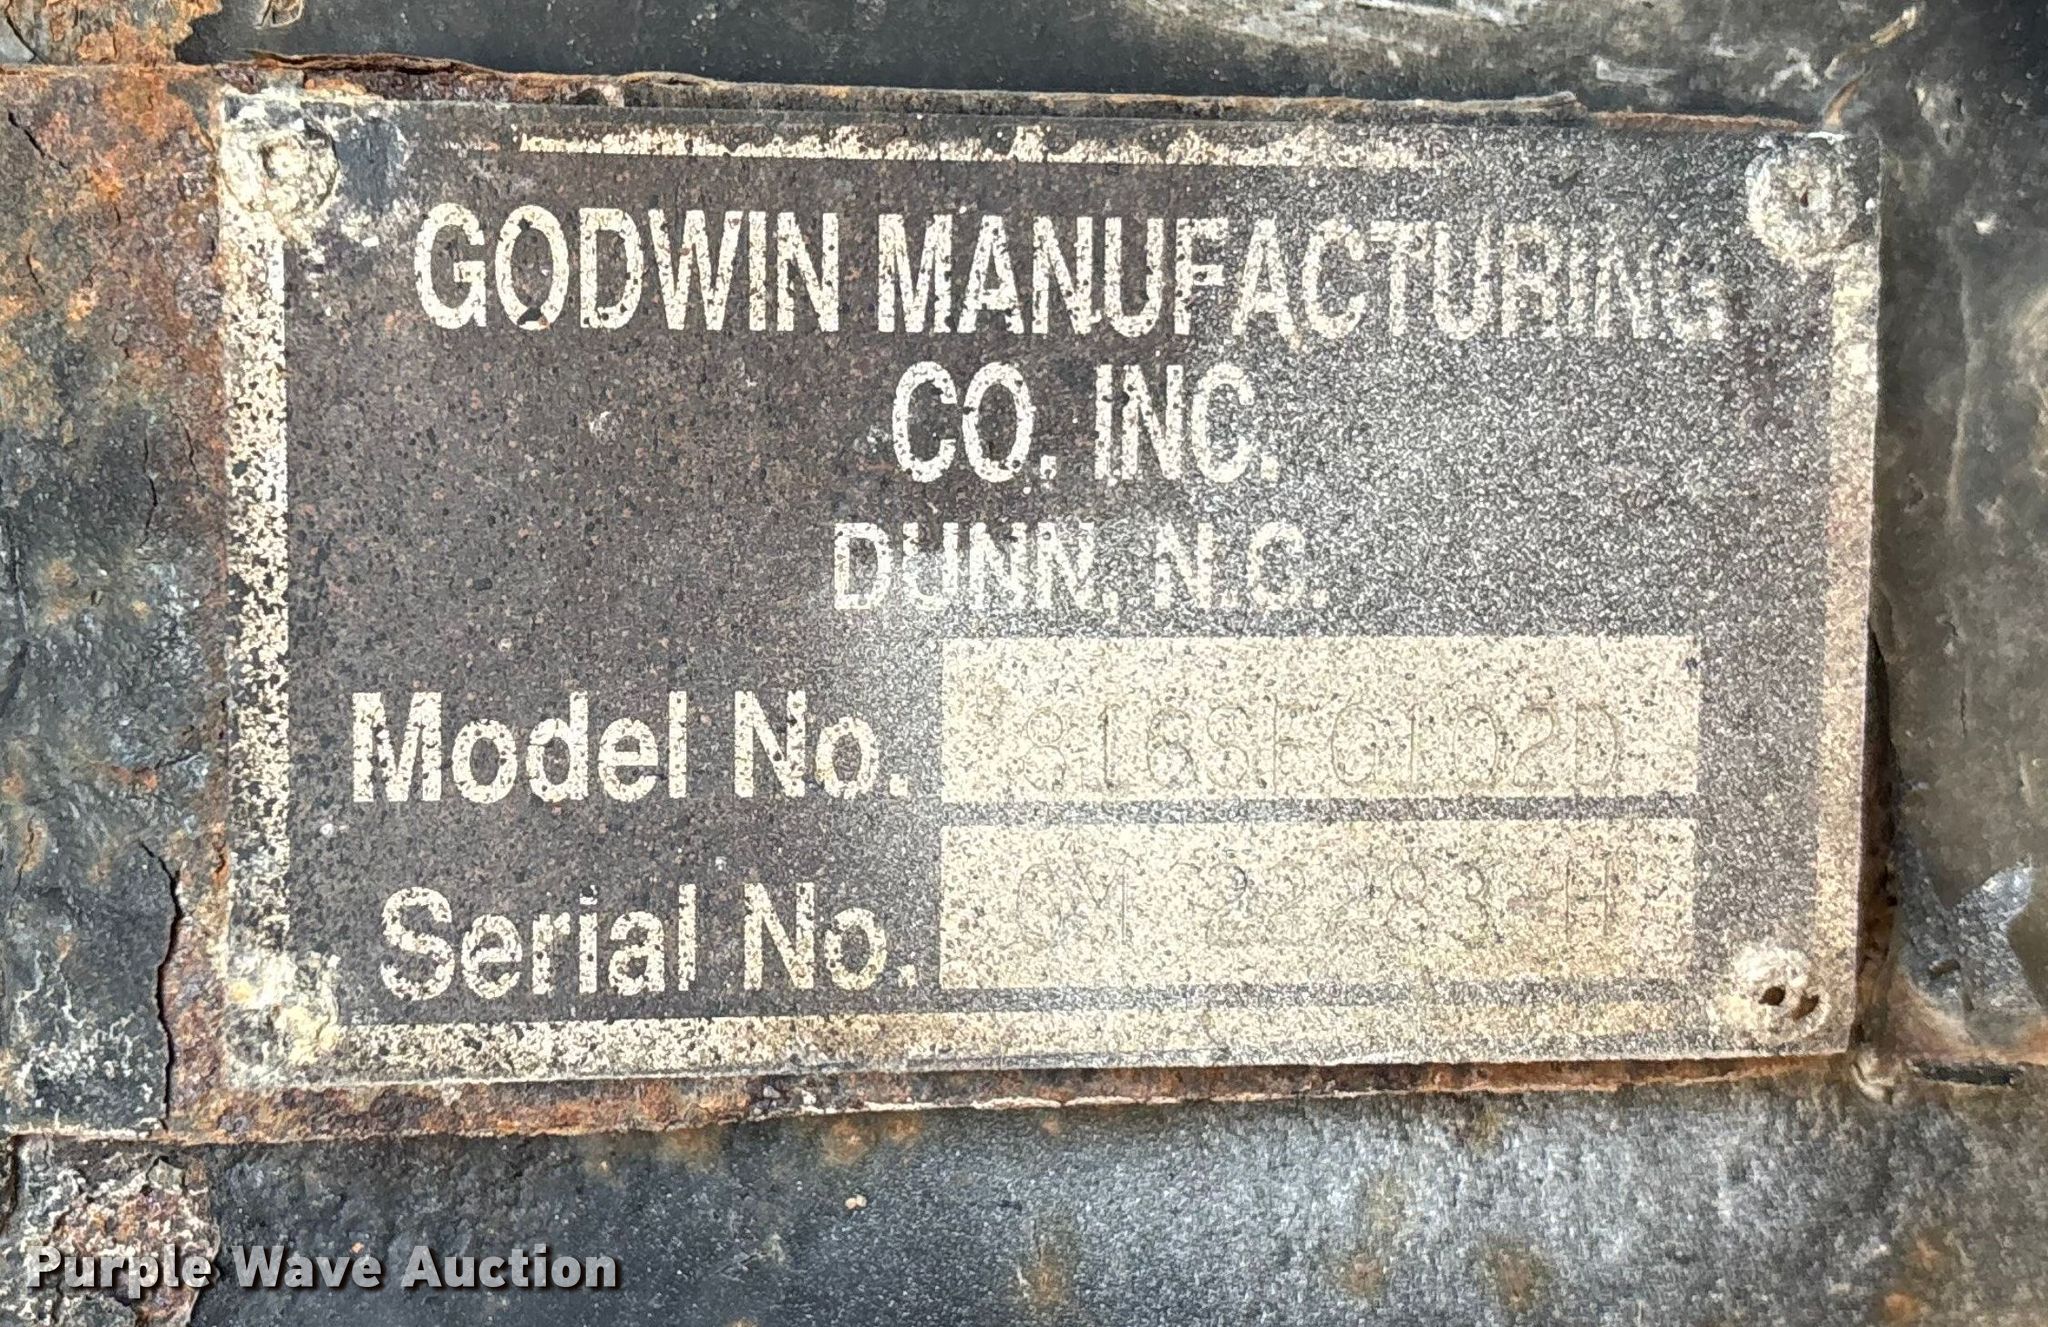 GODWIN MANUFACTURING
CO. INC.
DUNN, N.C.
Model No.
Serial No.
Purple Wave Auction